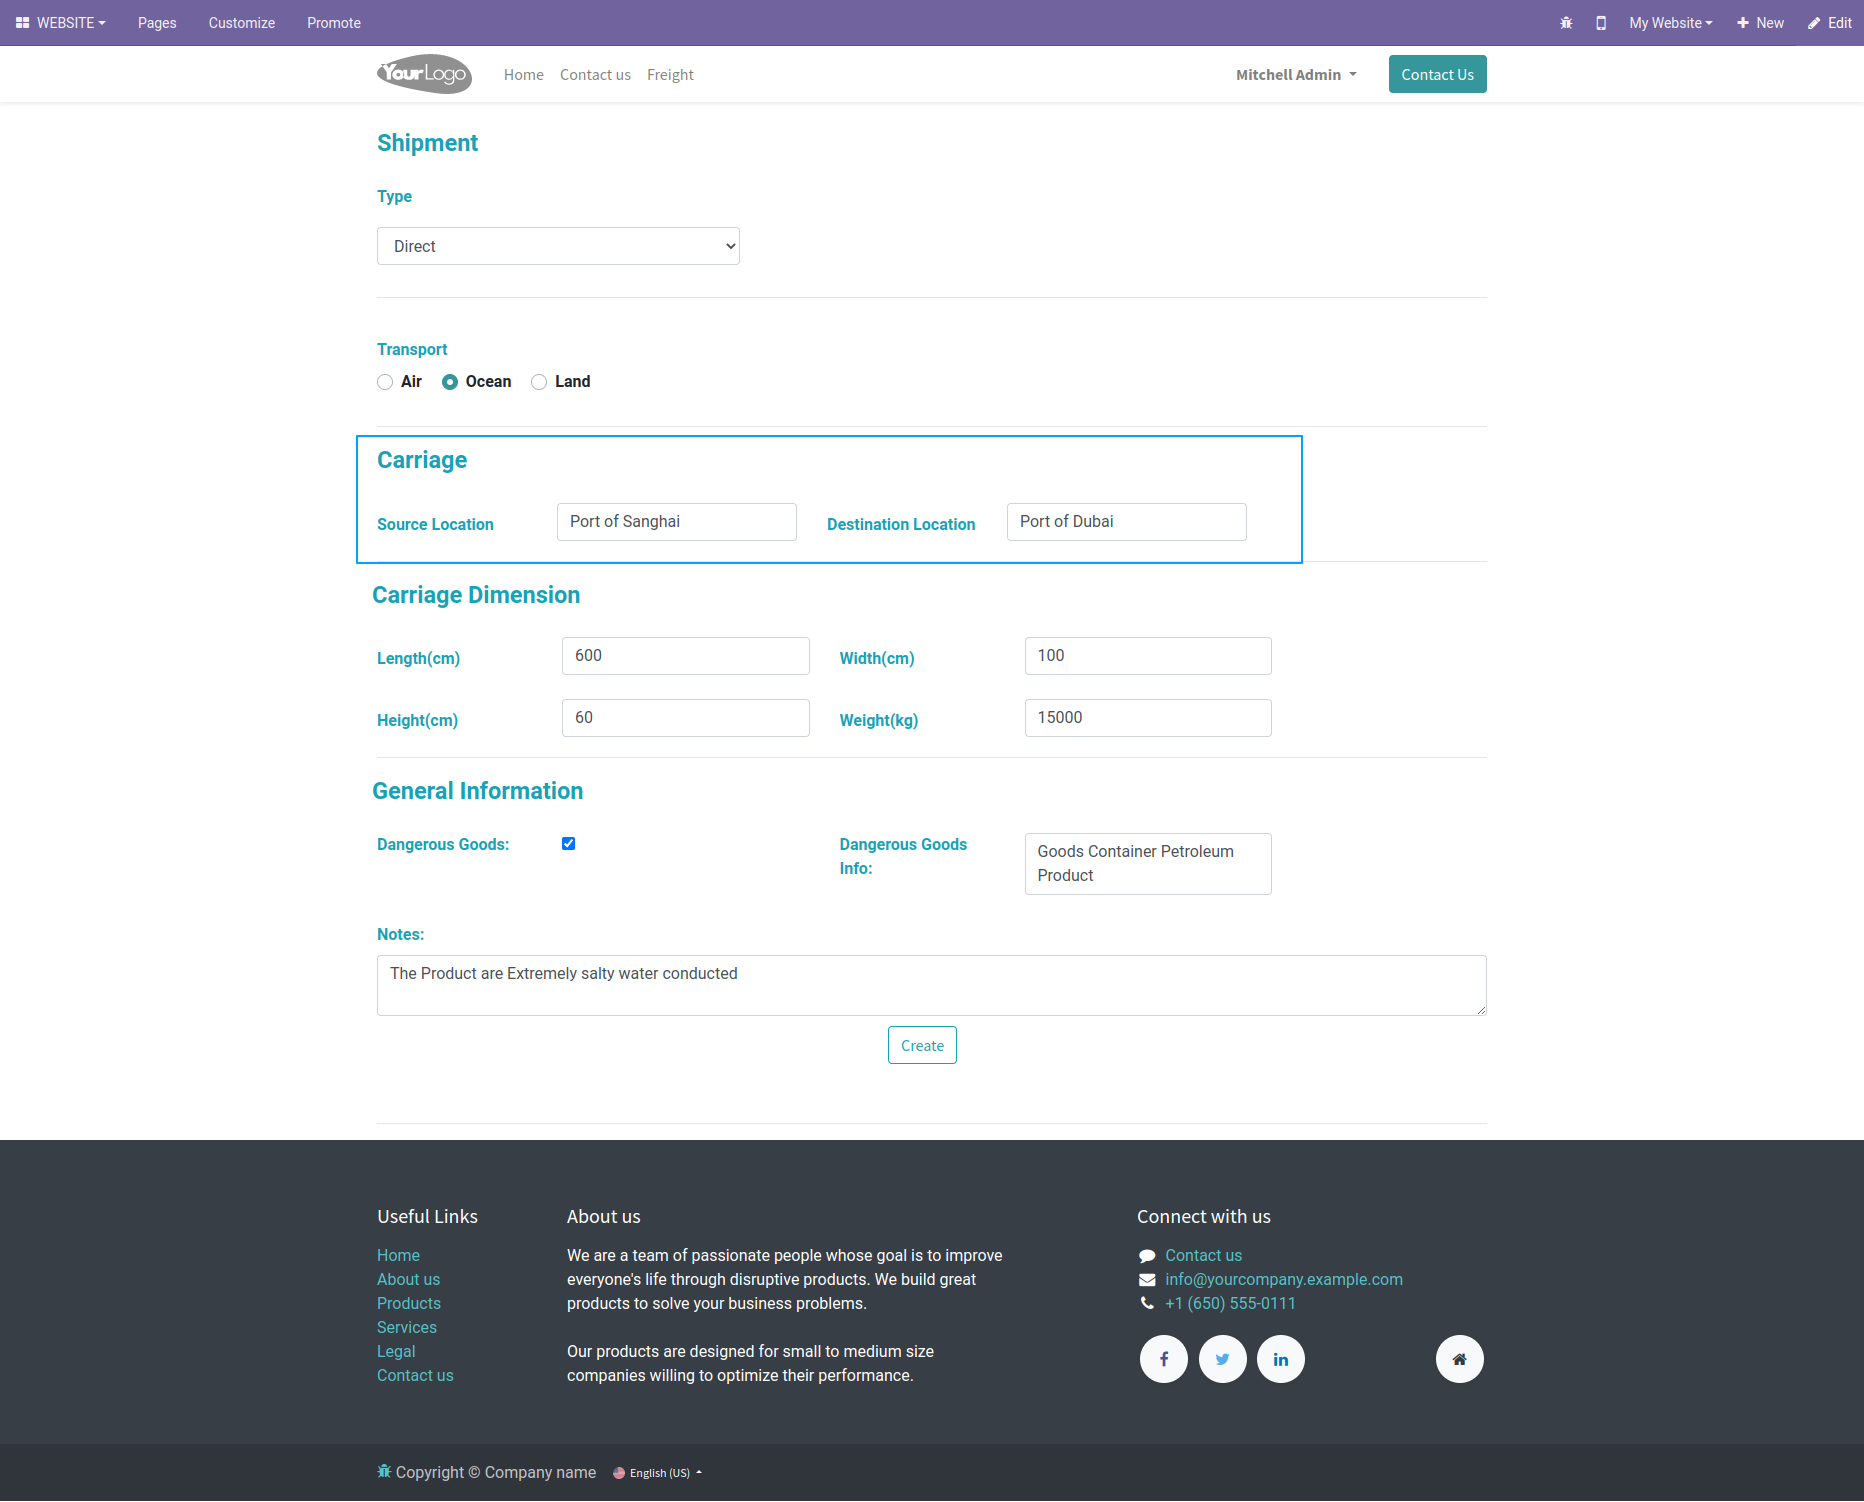 WEBSITE Pages Customize Promote My Website New Edit
YourLogo Home Contact us Freight Mitchell Admin Contact Us
Shipment
Type
Direct
Transport
Air Ocean Land
Carriage
Source Location Port of Sanghai Destination Location Port of Dubai
Carriage Dimension
Length(cm) 600 Width(cm) 100
Height(cm) 60 Weight(kg) 15000
General Information
Dangerous Goods:
Dangerous Goods
Info:
Goods Container Petroleum
Product
Notes:
The Product are Extremely salty water conducted
Create
Useful Links
Home
About us
Products
Services
Legal
Contact us
About us
We are a team of passionate people whose goal is to improve
everyone's life through disruptive products. We build great
products to solve your business problems.
Our products are designed for small to medium size
companies willing to optimize their performance.
Connect with us
Contact us
info@yourcompany.example.com
+1 (650) 555-0111
Copyright © Company name English (US)